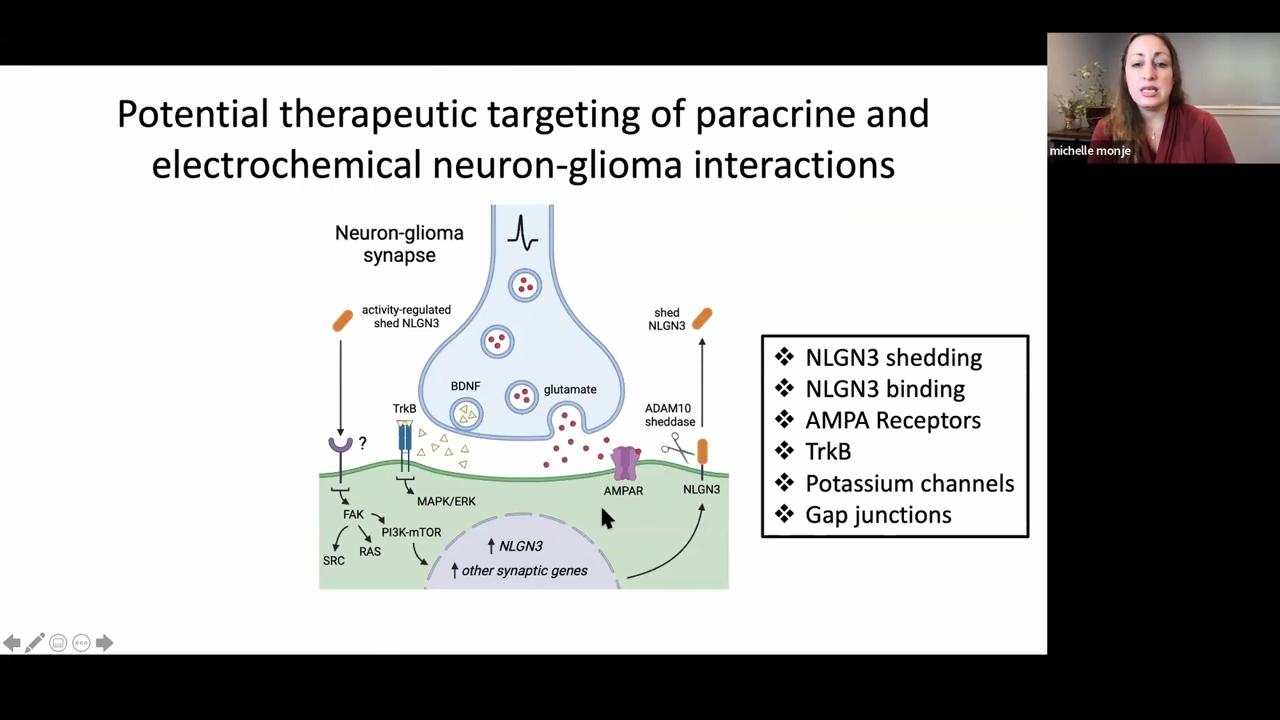 Potential therapeutic targeting of paracrine and
electrochemical neuron-glioma interactions
michelle monje
Neuron-glioma
synapse
activity-regulated
shed NLGN3
shed
NLGN3
BDNF
glutamate
TrkB
ADAM10
sheddase
?
AMPAR
NLGN3
MAPK/ERK
FAK
PI3K-mTOR
RAS
SRC
↑ NLGN3
↑ other synaptic genes
❖ NLGN3 shedding
❖ NLGN3 binding
❖ AMPA Receptors
❖ TrkB
❖ Potassium channels
❖ Gap junctions